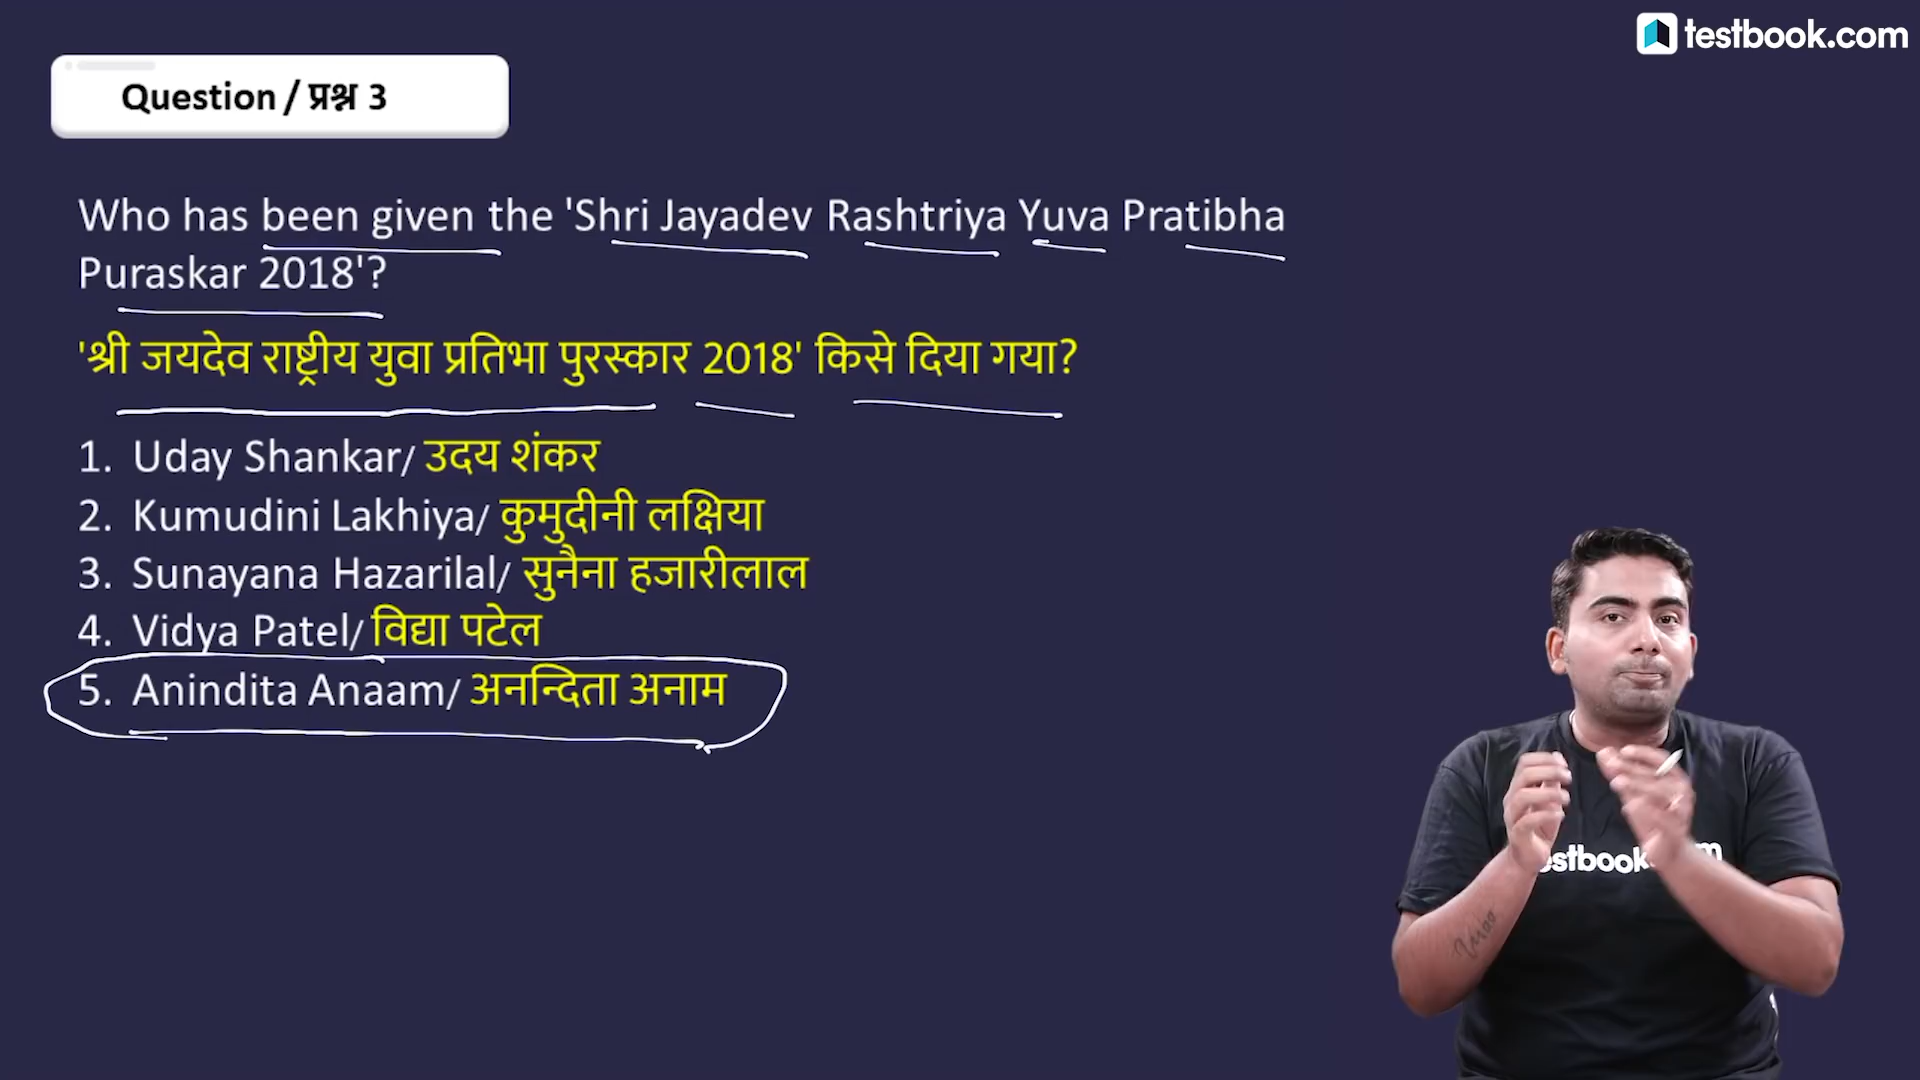 testbook.com
Question / प्रश्न 3
Who has been given the 'Shri Jayadev Rashtriya Yuva Pratibha
Puraskar 2018'?
'श्री जयदेव राष्ट्रीय युवा प्रतिभा पुरस्कार 2018' किसे दिया गया?
1. Uday Shankar/ उदय शंकर
2. Kumudini Lakhiya/ कुमुदीनी लक्षिया
3. Sunayana Hazarilal/ सुनैना हजारीलाल
4. Vidya Patel/ विद्या पटेल
5. Anindita Anaam/ अनन्दिता अनाम